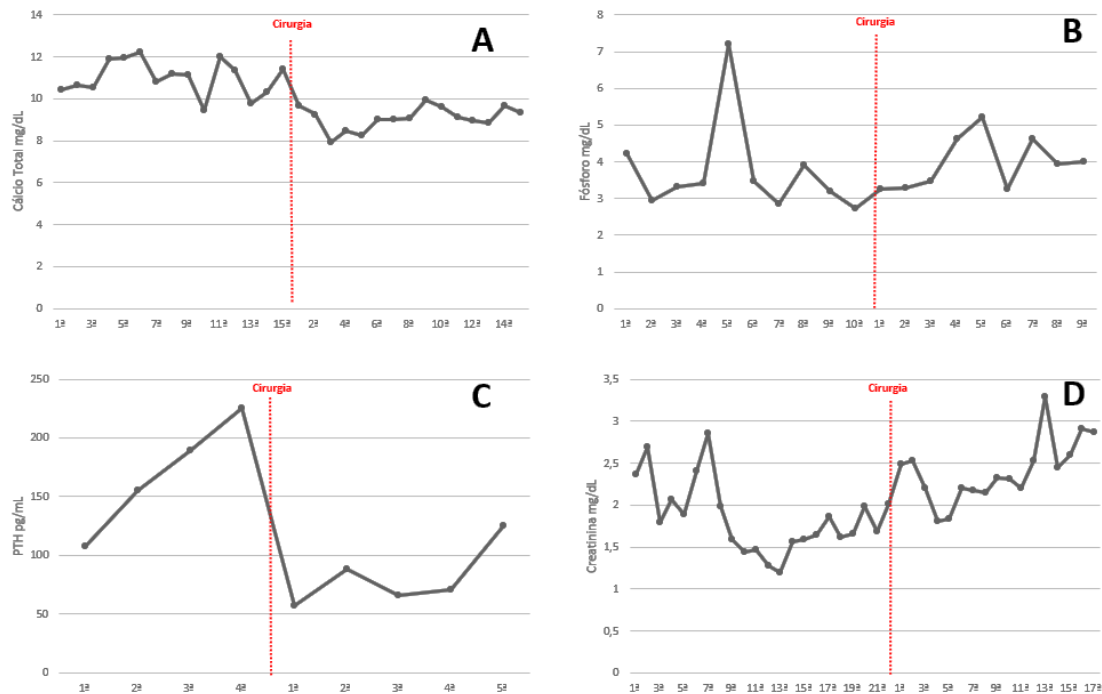 Cirurgia
A
Cálcio Total mg/dL
14
12
10
8
6
4
2
0
1ª 3ª 5ª 7ª 9ª 11ª 13ª 15ª 2ª 4ª 6ª 8ª 10ª 12ª 14ª
Cirurgia
B
Fósforo mg/dL
8
7
6
5
4
3
2
1
0
1ª 2ª 3ª 4ª 5ª 6ª 7ª 8ª 9ª 10ª 1ª 2ª 3ª 4ª 5ª 6ª 7ª 8ª 9ª
Cirurgia
C
PTH pg/mL
250
200
150
100
50
0
1ª 2ª 3ª 4ª 1ª 2ª 3ª 4ª 5ª
Cirurgia
D
Creatinina mg/dL
3,5
3
2,5
2
1,5
1
0,5
0
1ª 3ª 5ª 7ª 9ª 11ª 13ª 15ª 17ª 19ª 21ª 1ª 3ª 5ª 7ª 9ª 11ª 13ª 15ª 17ª